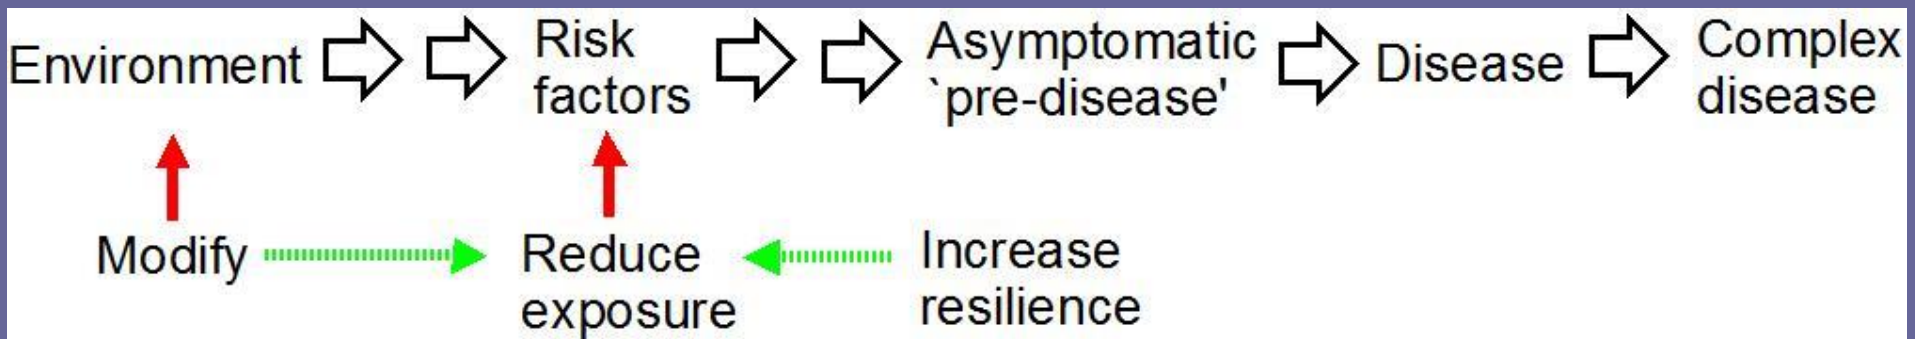 Environment
Risk
factors
Asymptomatic
`pre-disease'
Disease
Complex
disease
Modify
Reduce
exposure
Increase
resilience